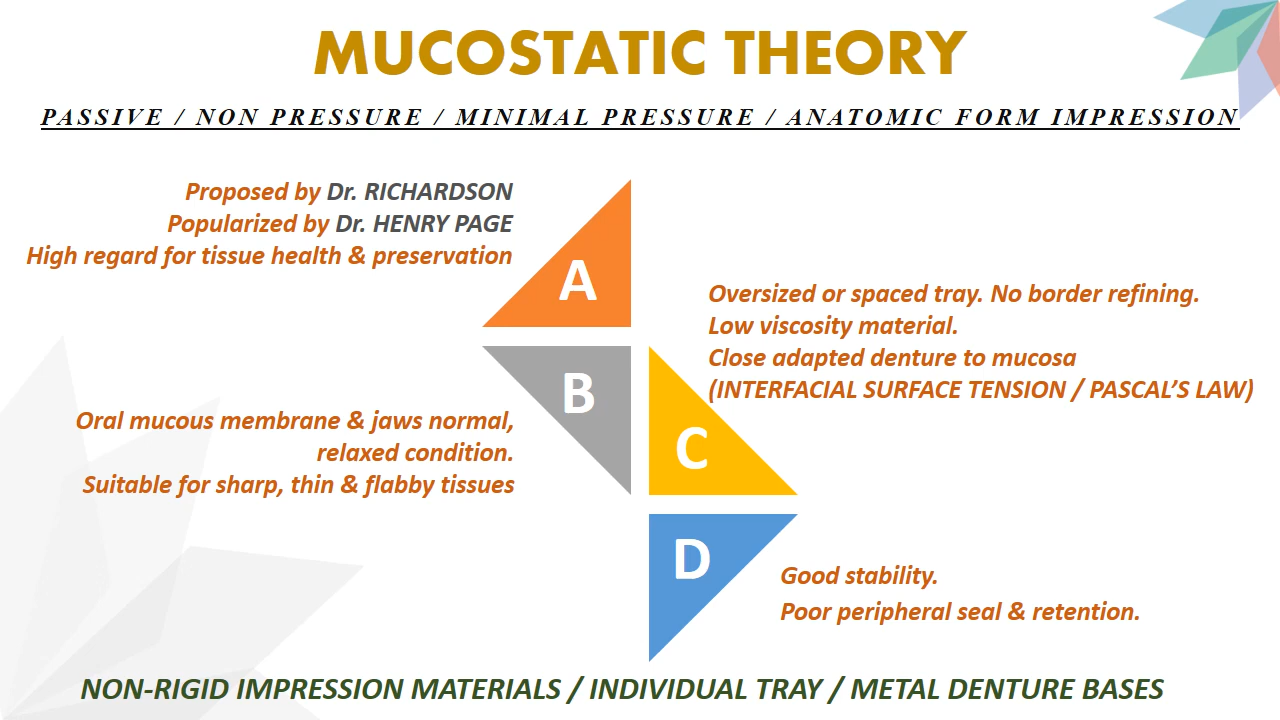 MUCOSTATIC THEORY
PASSIVE / NON PRESSURE / MINIMAL PRESSURE / ANATOMIC FORM IMPRESSION
Proposed by Dr. RICHARDSON
Popularized by Dr. HENRY PAGE
High regard for tissue health & preservation
A
Oversized or spaced tray. No border refining.
Low viscosity material.
Close adapted denture to mucosa
(INTERFACIAL SURFACE TENSION / PASCAL'S LAW)
B
Oral mucous membrane & jaws normal,
relaxed condition.
Suitable for sharp, thin & flabby tissues
C
D
Good stability.
Poor peripheral seal & retention.
NON-RIGID IMPRESSION MATERIALS / INDIVIDUAL TRAY / METAL DENTURE BASES